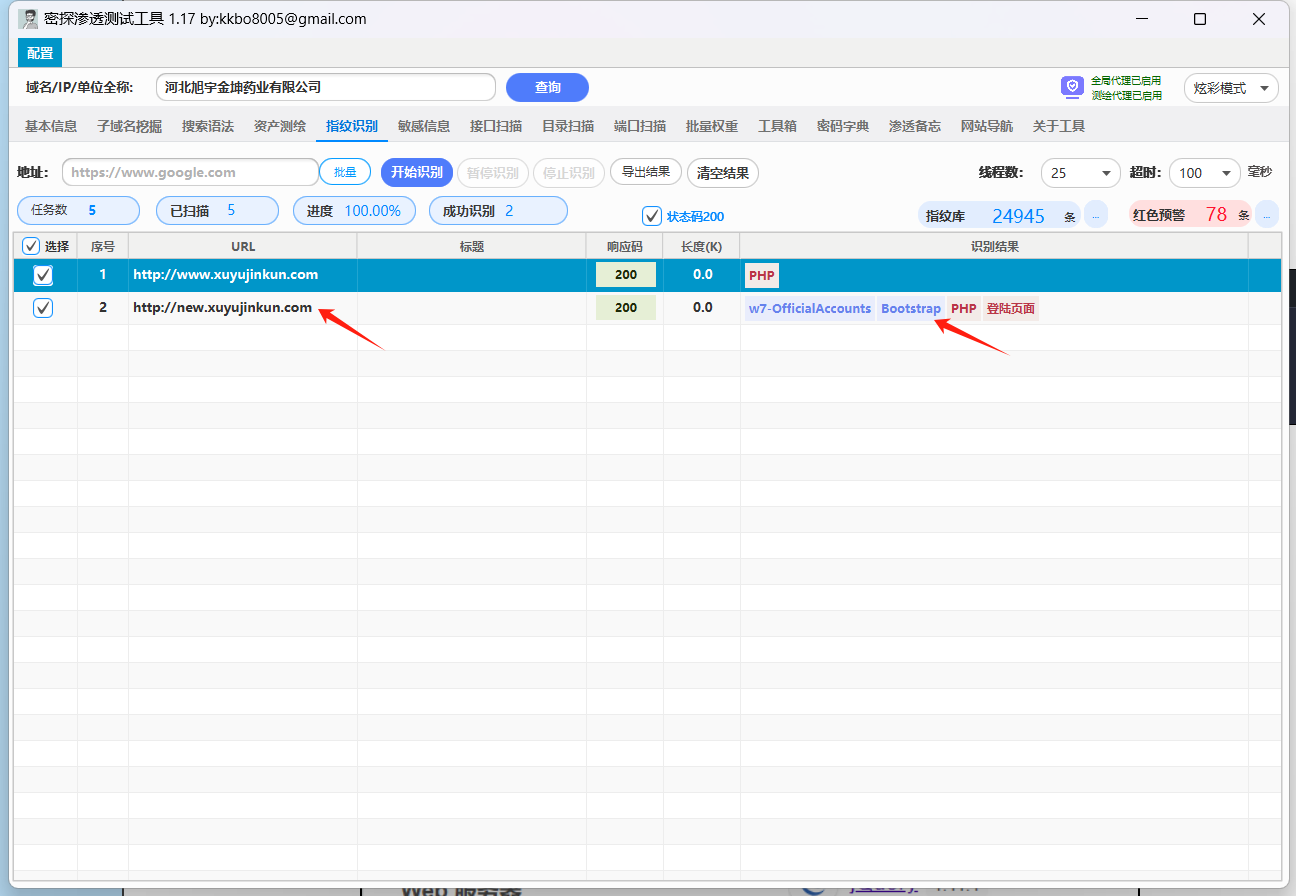 密探渗透测试工具 1.17 by:kkbo8005@gmail.com
配置
域名/IP/单位全称: 河北旭宇金坤药业有限公司 查询 全局代理已启用 炫彩模式
测绘代理已启用
基本信息 子域名挖掘 搜索语法 资产测绘 指纹识别 敏感信息 接口扫描 目录扫描 端口扫描 批量权重 工具箱 密码字典 渗透备忘 网站导航 关于工具
地址: https://www.google.com 批量 开始识别 暂停识别 停止识别 导出结果 清空结果 线程数: 25 超时: 100 毫秒
任务数 5 已扫描 5 进度 100.00% 成功识别 2 状态码200 指纹库 24945 条 ... 红色预警 78 条 ...
选择 序号 URL 标题 响应码 长度(K) 识别结果
1 http://www.xuyujinkun.com 200 0.0 PHP
2 http://new.xuyujinkun.com 200 0.0 w7-OfficialAccounts Bootstrap PHP 登陆页面
Web 服务器